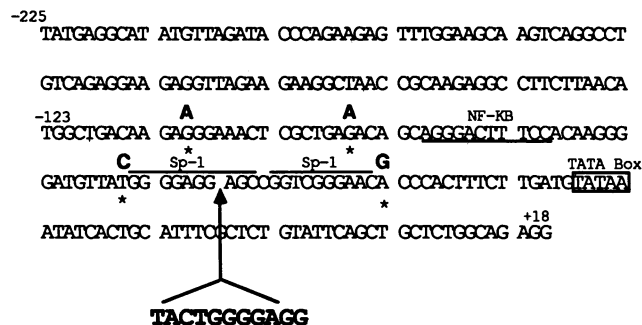 -225
TATGAGGCAT ATGTTAGATA CCCAGAAGAG TTTGGAAGCA AGTCAGGCCT
GTCAGAGGAA GAGGTTAGAA GAAGGCTAAC CGCAAGAGGC CTTCTTAACA
-123 A A NF-KB
TGGCTGACAA GAGGGAAACT CGCTGAGACA GCAGGGACTT TCCACAAGGG
* *
C Sp-1 Sp-1 G TATA Box
GATGTTATGG GGAGG AGCCGGTCGGGAACA CCCACTTTCT TGATGTATAA
* *
+18
ATATCACTGC ATTTCGCTCT GTATTCAGCT GCTCTGGCAG AGG
TACTGGGGAGG